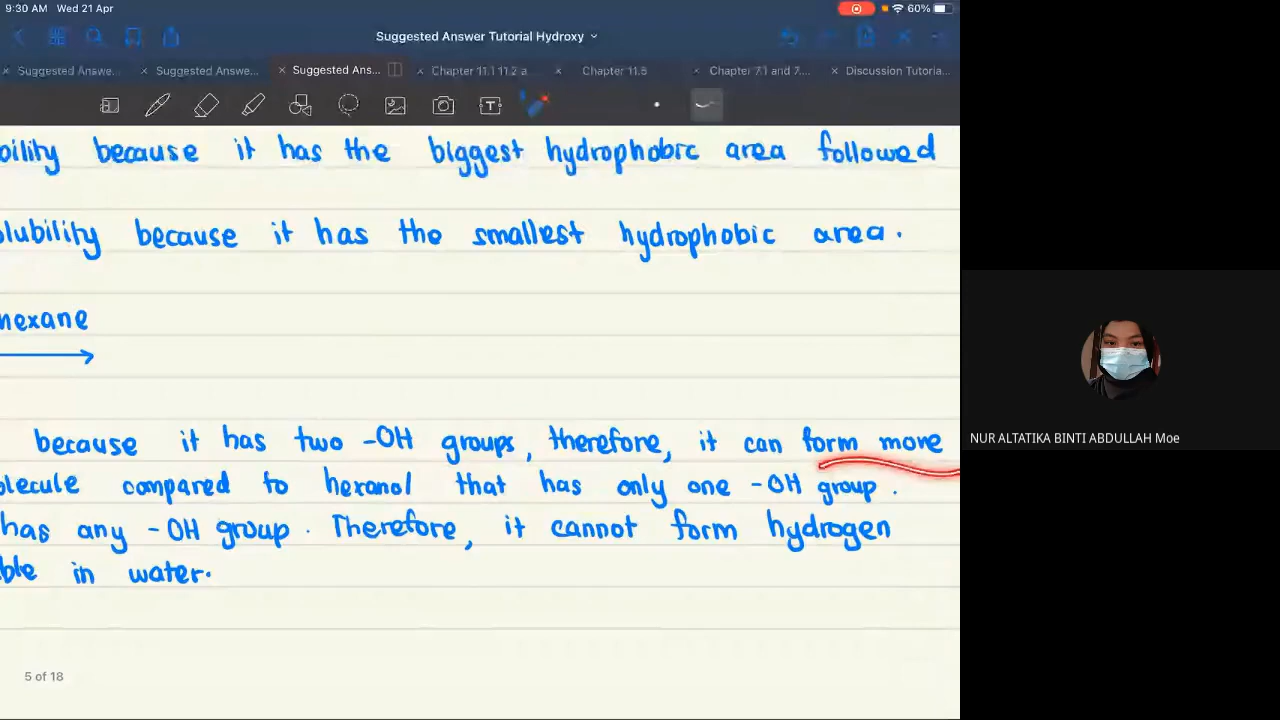 9:30 AM Wed 21 Apr
60%
Suggested Answer Tutorial Hydroxy
Suggested Answe...
Suggested Answe...
Suggested Ans...
Chapter 11.1 11.2 a...
Chapter 11.5
Chapter 7.1 and 7....
Discussion Tutoria...
bility because it has the biggest hydrophobic area followed
olubility because it has the smallest hydrophobic area.
hexane
because it has two -OH groups, therefore, it can form more
olecule compared to hexanol that has only one -OH group.
has any -OH group. Therefore, it cannot form hydrogen
ble in water.
5 of 18
NUR ALTATIKA BINTI ABDULLAH Moe